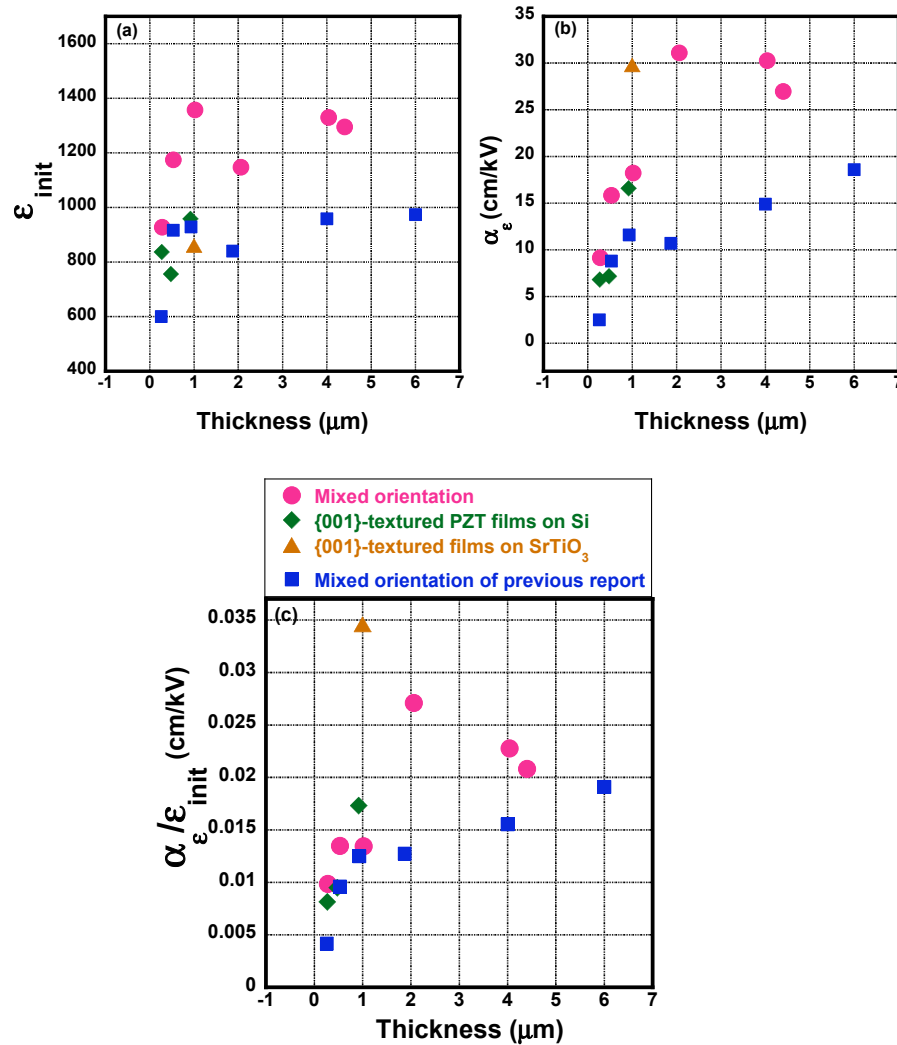 (a)
1600
1400
1200
1000
800
600
400
ε init
-1 0 1 2 3 4 5 6 7
Thickness (μm)
(b)
35
30
25
20
15
10
5
0
α ε (cm/kV)
-1 0 1 2 3 4 5 6 7
Thickness (μm)
Mixed orientation
{001}-textured PZT films on Si
{001}-textured films on SrTiO3
Mixed orientation of previous report
(c)
0.035
0.03
0.025
0.02
0.015
0.01
0.005
0
α ε /ε init (cm/kV)
-1 0 1 2 3 4 5 6 7
Thickness (μm)